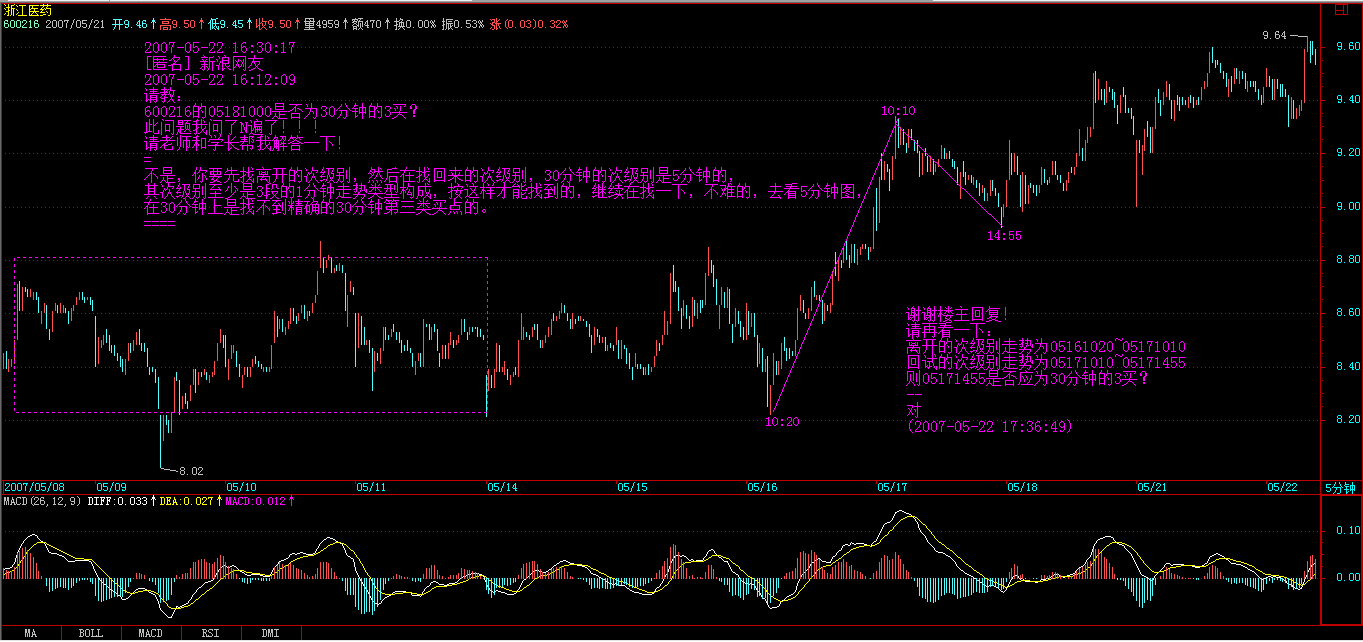 浙江医药
600216 2007/05/21 开9.46↑高9.50↑低9.45↑收9.50↑量4959↑额470↑换0.00% 振0.53% 涨(0.03)0.32%
9.64
2007-05-22 16:30:17
[匿名] 新浪网友
2007-05-22 16:12:09
请教:
600216的05181000是否为30分钟的3买?
此问题我问了N遍了!!!
请老师和学长帮我解答一下!
=
不是，你要先找离开的次级别，然后在找回来的次级别，30分钟的次级别是5分钟的，
其次级别至少是3段的1分钟走势类型构成，按这样才能找到的，继续在找一下，不难的，去看5分钟图，
在30分钟上是找不到精确的30分钟第三类买点的。
====
10:10
14:55
10:20
8.02
谢谢楼主回复!
请再看一下:
离开的次级别走势为05161020~05171010
回试的次级别走势为05171010~05171455
则05171455是否应为30分钟的3买?
--
对
(2007-05-22 17:36:49)
9.60
9.40
9.20
9.00
8.80
8.60
8.40
8.20
2007/05/08 05/09 05/10 05/11 05/14 05/15 05/16 05/17 05/18 05/21 05/22 5分钟
MACD(26,12,9) DIFF:0.033↑DEA:0.027↑MACD:0.012↑
0.10
0.00
MA BOLL MACD RSI DMI